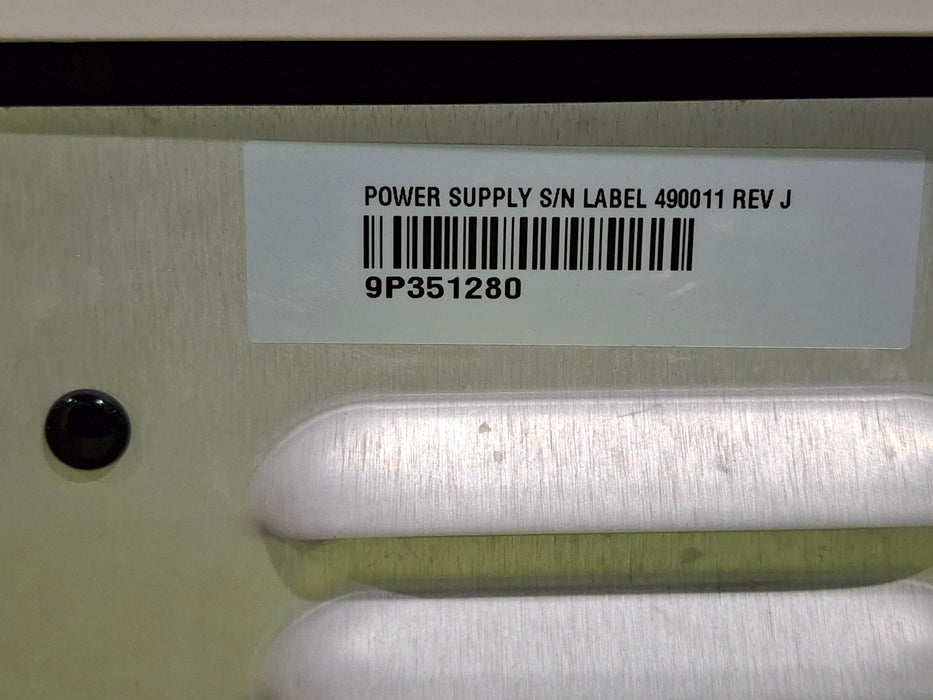 POWER SUPPLY S/N LABEL 490011 REV J
9P351280